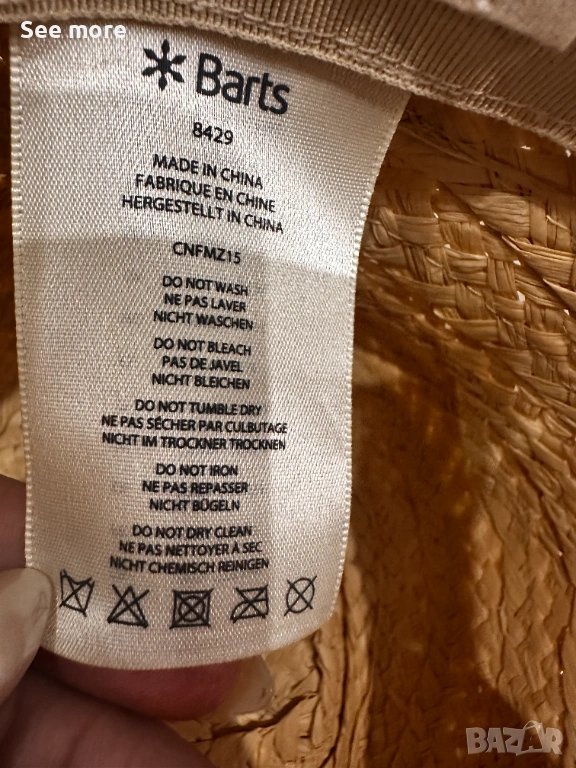 See more
Barts
8429
MADE IN CHINA
FABRIQUE EN CHINE
HERGESTELLT IN CHINA
CNFMZ15
DO NOT WASH
NE PAS LAVER
NICHT WASCHEN
DO NOT BLEACH
PAS DE JAVEL
NICHT BLEICHEN
DO NOT TUMBLE DRY
NE PAS SÉCHER PAR CULBUTAGE
NICHT IM TROCKNER TROCKNEN
DO NOT IRON
NE PAS REPASSER
NICHT BÜGELN
DO NOT DRY CLEAN
NE PAS NETTOYER À SEC
NICHT CHEMISCH REINIGEN
BAZAR